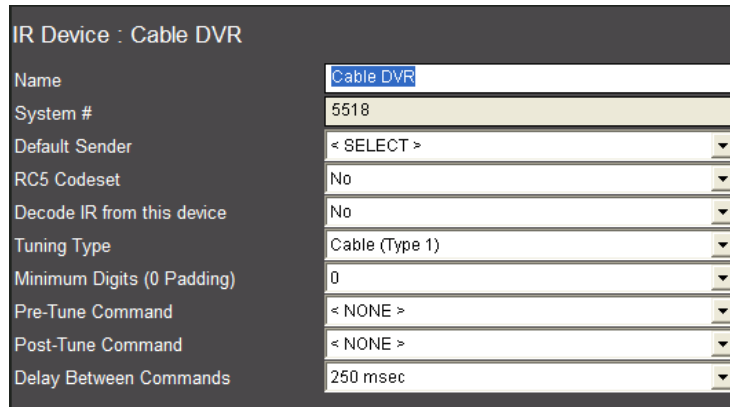 IR Device : Cable DVR
Name Cable DVR
System # 5518
Default Sender < SELECT >
RC5 Codeset No
Decode IR from this device No
Tuning Type Cable (Type 1)
Minimum Digits (0 Padding) 0
Pre-Tune Command < NONE >
Post-Tune Command < NONE >
Delay Between Commands 250 msec